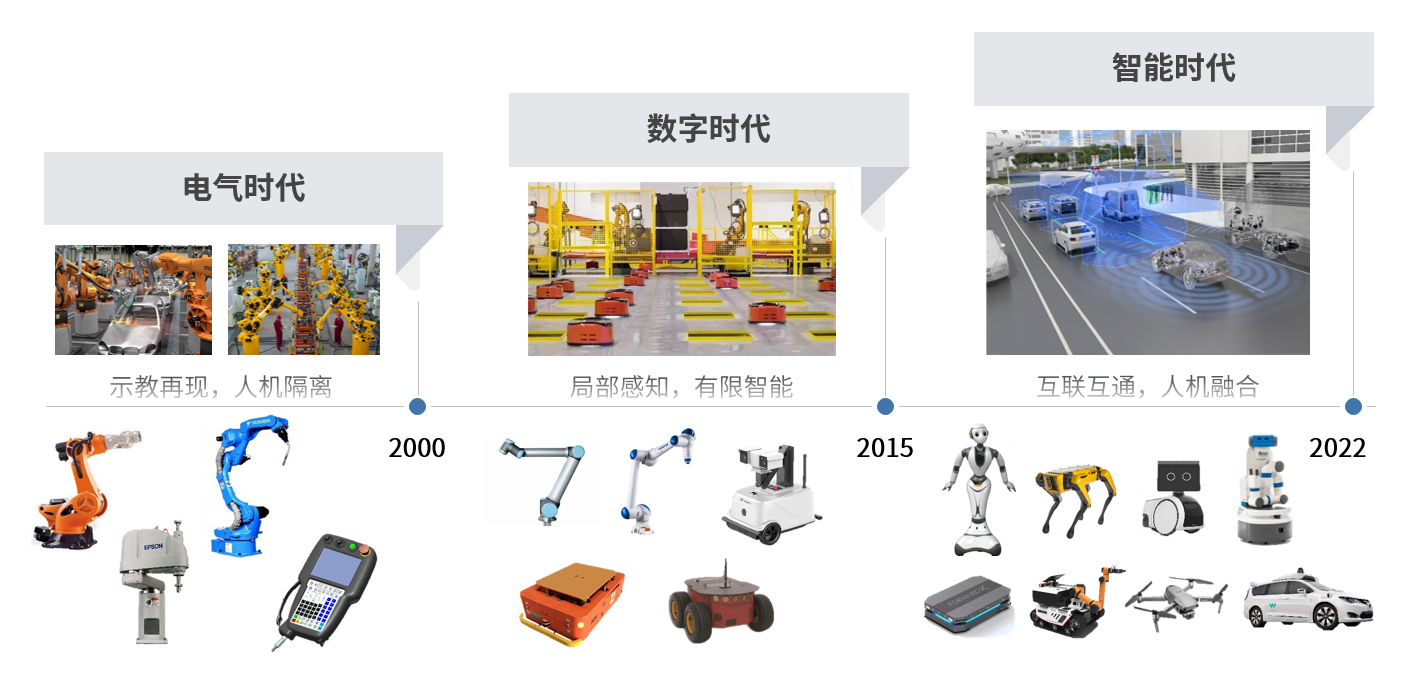 智能时代
数字时代
电气时代
示教再现，人机隔离
局部感知，有限智能
互联互通，人机融合
2000
2015
2022
EPSON